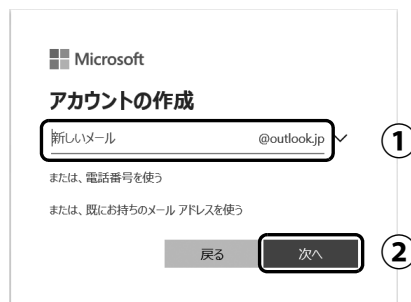 Microsoft
アカウントの作成
新しいメール @outlook.jp
①
または、電話番号を使う
または、既にお持ちのメール アドレスを使う
戻る 次へ
②